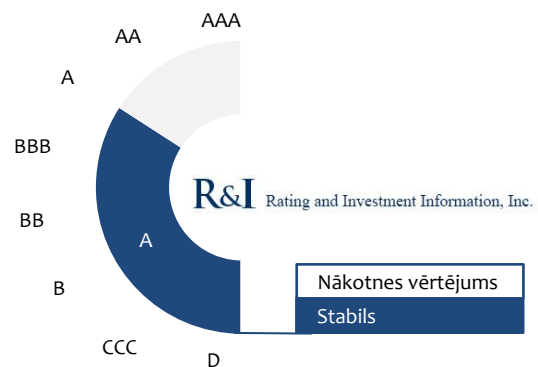 AAA
AA
A
BBB
BB
B
CCC
D
A
R&I Rating and Investment Information, Inc.
Nākotnes vērtējums
Stabils